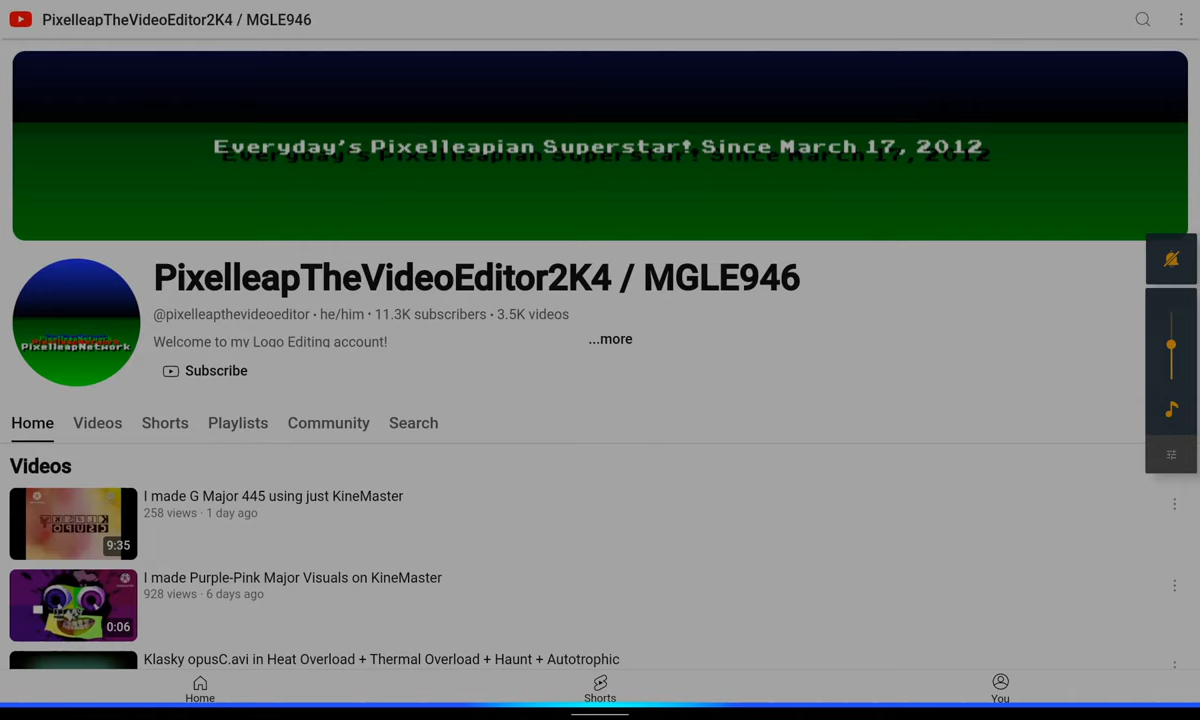 PixelleapTheVideoEditor2K4 / MGLE946
Everyday's Pixelleapian Superstar! Since March 17, 2012
PixelleapNetwork
PixelleapTheVideoEditor2K4 / MGLE946
@pixelleapthevideoeditor • he/him • 11.3K subscribers • 3.5K videos
Welcome to my Logo Editing account!
...more
Subscribe
Home Videos Shorts Playlists Community Search
Videos
I made G Major 445 using just KineMaster
258 views · 1 day ago
9:35
I made Purple-Pink Major Visuals on KineMaster
928 views · 6 days ago
0:06
Klasky opusC.avi in Heat Overload + Thermal Overload + Haunt + Autotrophic
Home Shorts You